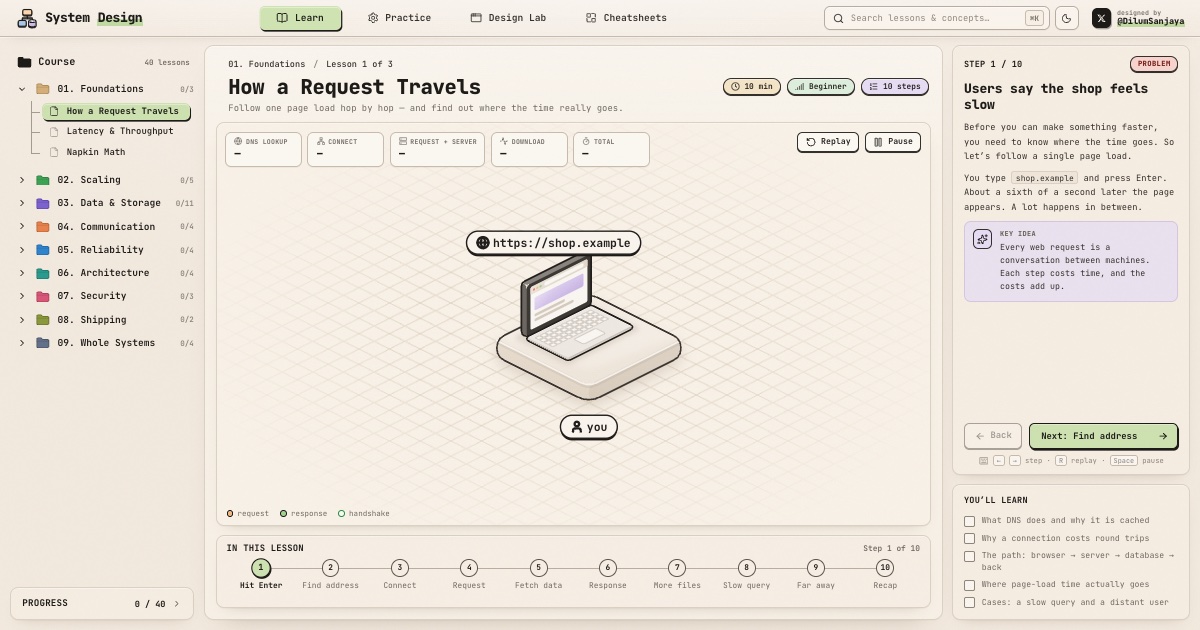 System Design
Learn
Practice
Design Lab
Cheatsheets
Search lessons & concepts…
⌘K
designed by
@DilumSanjaya
Course
40 lessons
01. Foundations
0/3
How a Request Travels
Latency & Throughput
Napkin Math
02. Scaling
0/5
03. Data & Storage
0/11
04. Communication
0/4
05. Reliability
0/4
06. Architecture
0/4
07. Security
0/3
08. Shipping
0/2
09. Whole Systems
0/4
PROGRESS
0 / 40
01. Foundations / Lesson 1 of 3
How a Request Travels
Follow one page load hop by hop — and find out where the time really goes.
10 min
Beginner
10 steps
DNS LOOKUP
–
CONNECT
–
REQUEST + SERVER
–
DOWNLOAD
–
TOTAL
–
Replay
Pause
https://shop.example
you
request
response
handshake
IN THIS LESSON
Step 1 of 10
1 2 3 4 5 6 7 8 9 10
Hit Enter
Find address
Connect
Request
Fetch data
Response
More files
Slow query
Far away
Recap
STEP 1 / 10
PROBLEM
Users say the shop feels
slow
Before you can make something faster,
you need to know where the time goes. So
let's follow a single page load.
You type shop.example and press Enter.
About a sixth of a second later the page
appears. A lot happens in between.
KEY IDEA
Every web request is a
conversation between machines.
Each step costs time, and the
costs add up.
← Back
Next: Find address →
← → step · R replay · Space pause
YOU'LL LEARN
What DNS does and why it is cached
Why a connection costs round trips
The path: browser → server → database →
back
Where page-load time actually goes
Cases: a slow query and a distant user